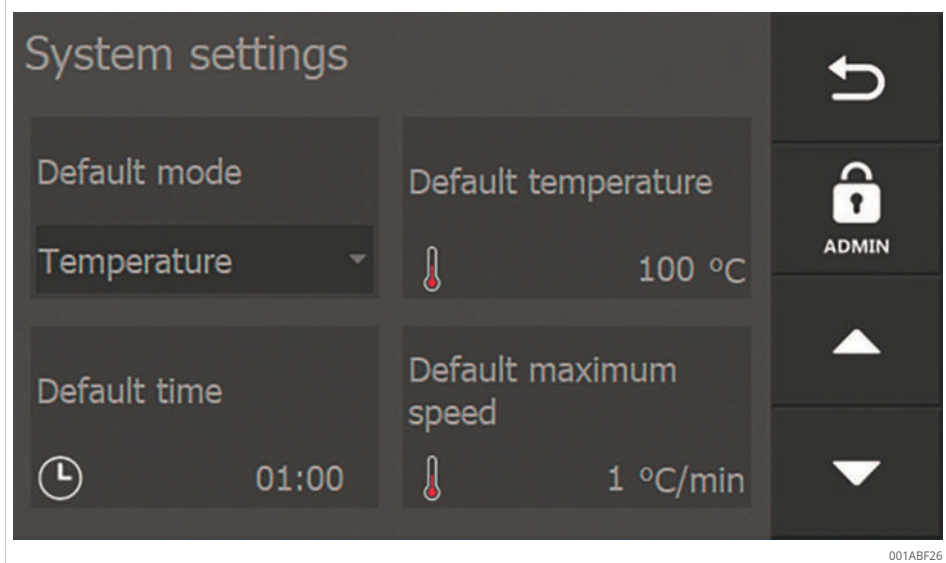 System settings
Default mode
Temperature
Default temperature
100 °C
Default time
01:00
Default maximum
speed
1 °C/min
ADMIN
001ABF26